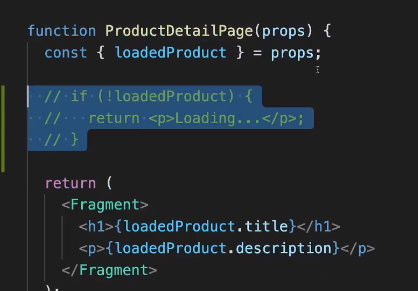 function ProductDetailPage(props) {
const { loadedProduct } = props;
// if (!loadedProduct) {
//   return <p>Loading...</p>;
// }
return (
<Fragment>
<h1>{loadedProduct.title}</h1>
<p>{loadedProduct.description}</p>
</Fragment>
);